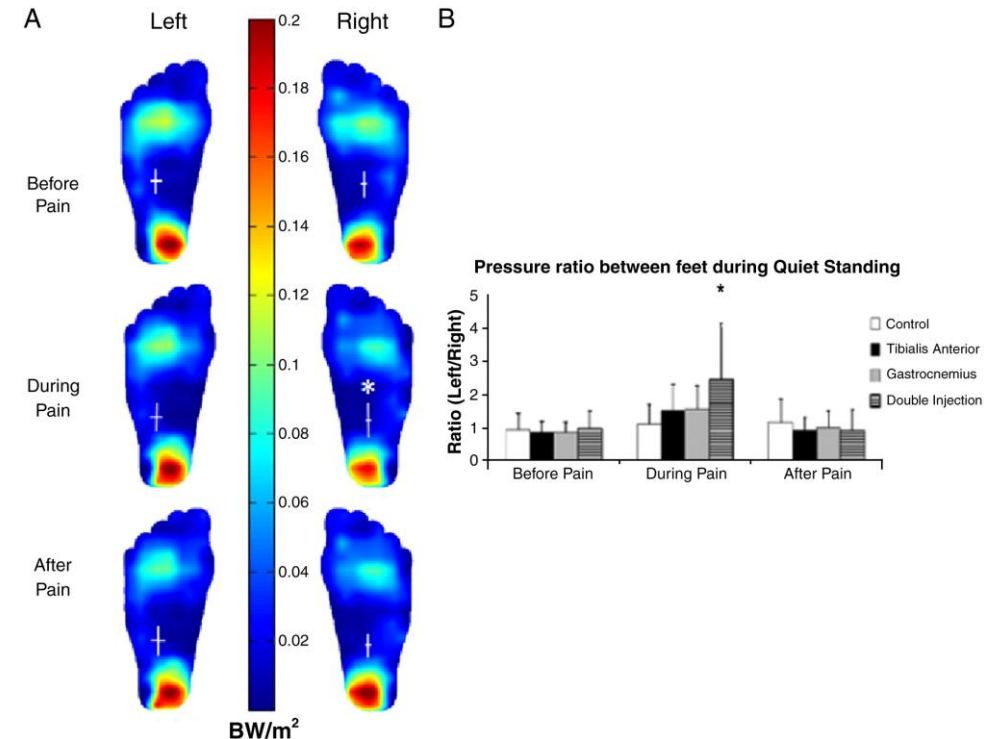 A
Left
Right
B
0.2
0.18
0.16
0.14
0.12
0.1
0.08
0.06
0.04
0.02
BW/m²
Before
Pain
During
Pain
*
After
Pain
Pressure ratio between feet during Quiet Standing
*
Ratio (Left/Right)
5
4
3
2
1
0
Before Pain
During Pain
After Pain
Control
Tibialis Anterior
Gastrocnemius
Double Injection